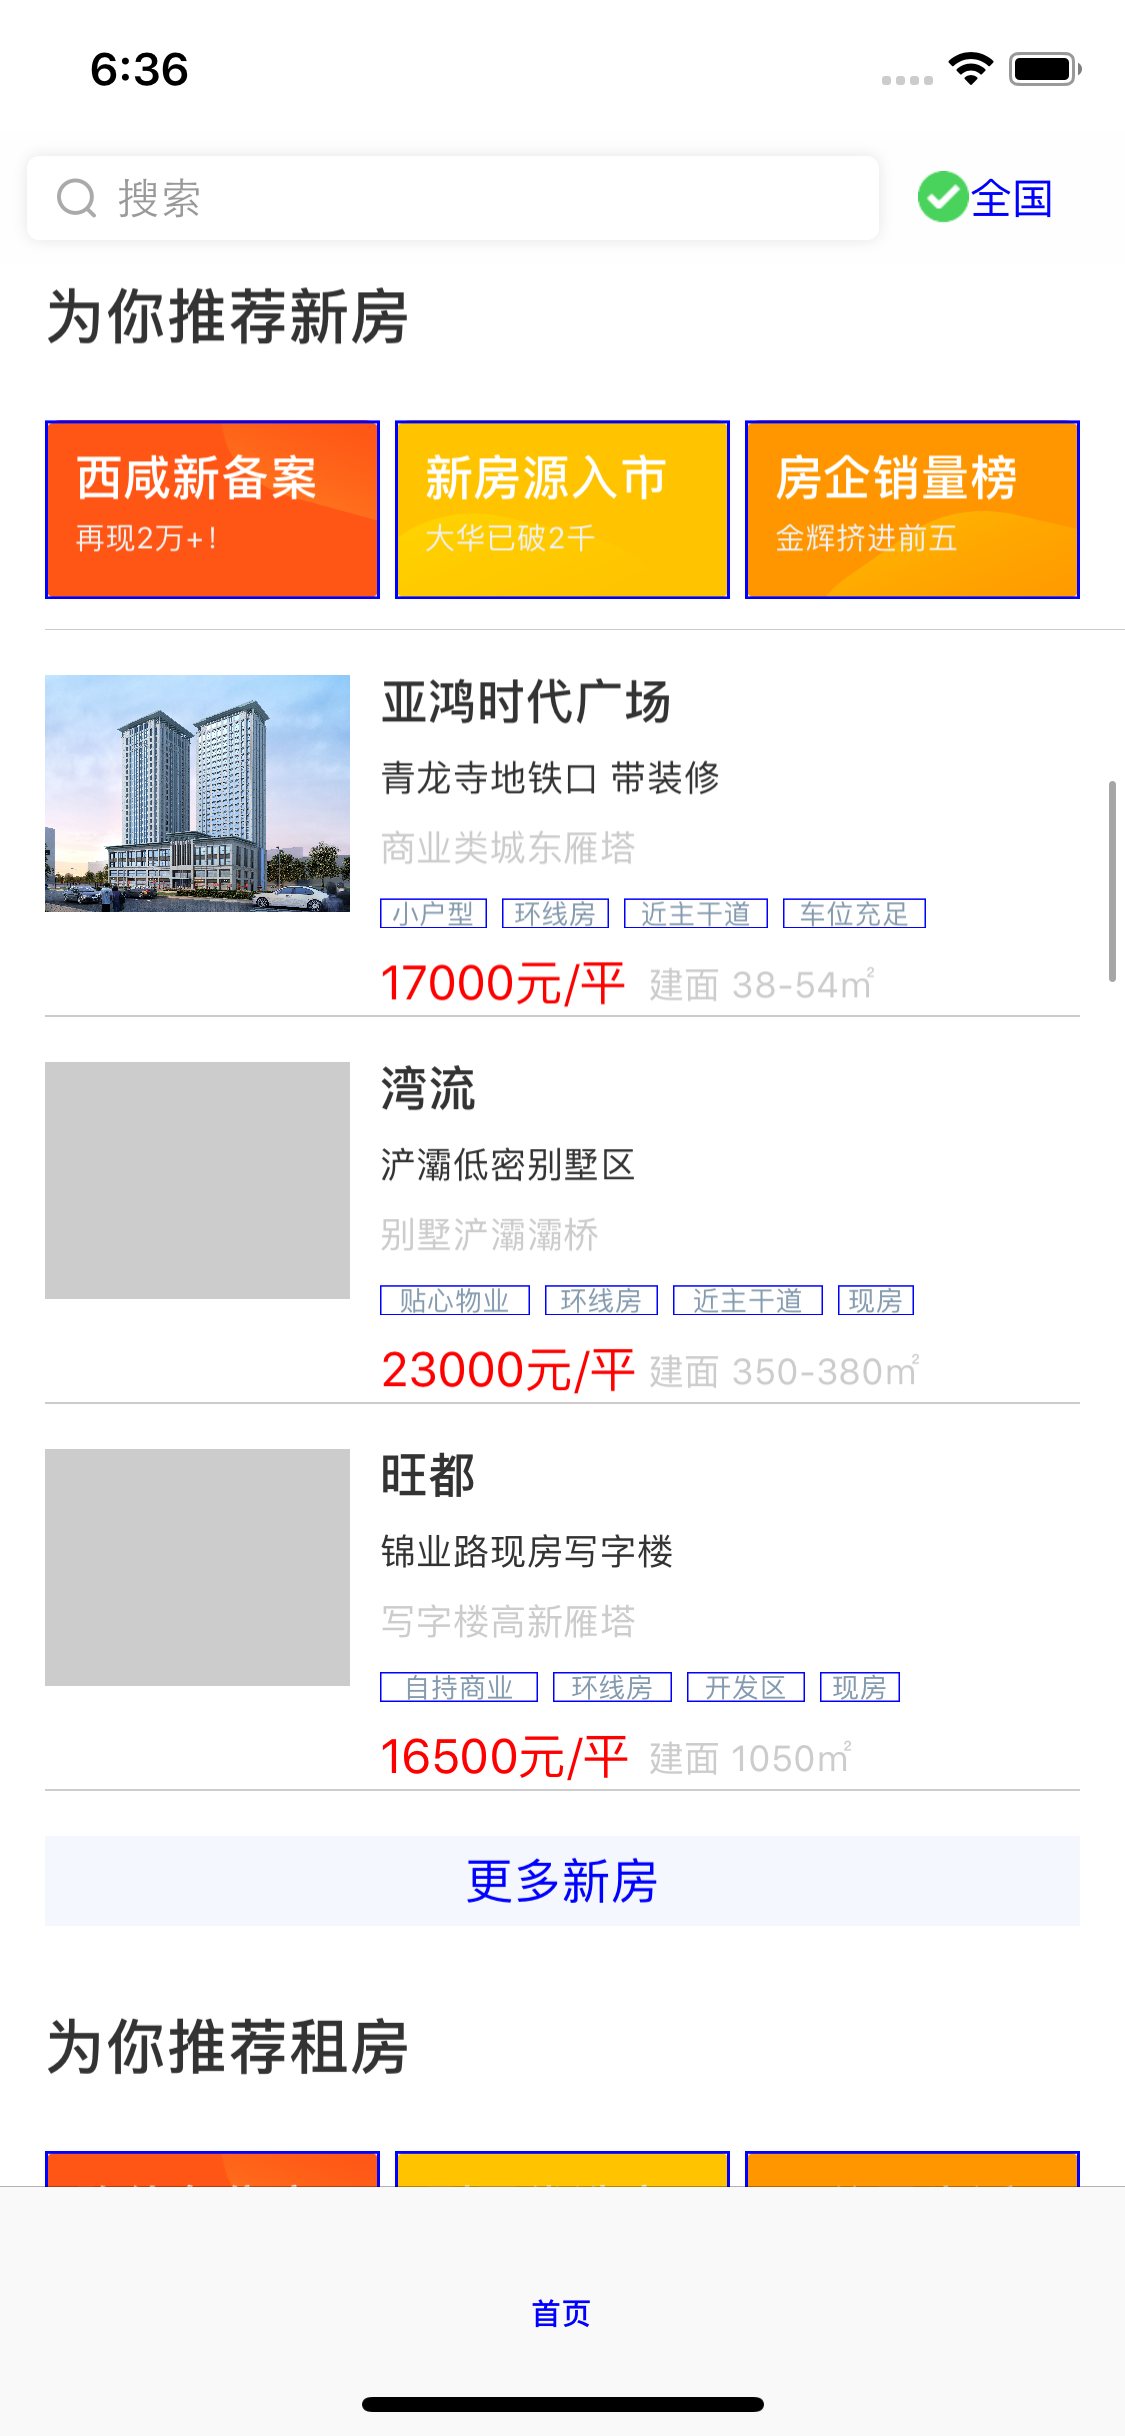 6:36
搜索
全国
为你推荐新房
西咸新备案
再现2万+!
新房源入市
大华已破2千
房企销量榜
金辉挤进前五
亚鸿时代广场
青龙寺地铁口 带装修
商业类城东雁塔
小户型 环线房 近主干道 车位充足
17000元/平 建面 38-54㎡
湾流
浐灞低密别墅区
别墅浐灞灞桥
贴心物业 环线房 近主干道 现房
23000元/平 建面 350-380㎡
旺都
锦业路现房写字楼
写字楼高新雁塔
自持商业 环线房 开发区 现房
16500元/平 建面 1050㎡
更多新房
为你推荐租房
首页